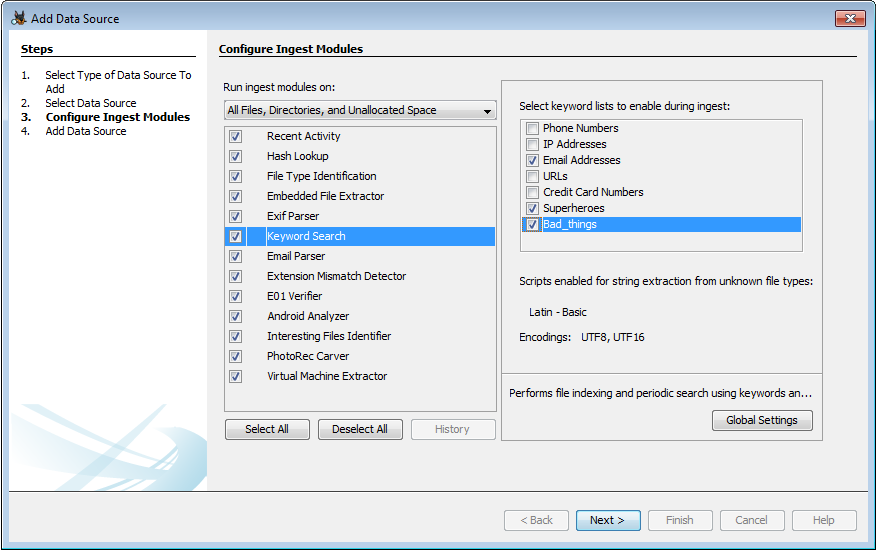 Add Data Source
Steps
1. Select Type of Data Source To
Add
2. Select Data Source
3. Configure Ingest Modules
4. Add Data Source
Configure Ingest Modules
Run ingest modules on:
All Files, Directories, and Unallocated Space
Recent Activity
Hash Lookup
File Type Identification
Embedded File Extractor
Exif Parser
Keyword Search
Email Parser
Extension Mismatch Detector
E01 Verifier
Android Analyzer
Interesting Files Identifier
PhotoRec Carver
Virtual Machine Extractor
Select All
Deselect All
History
Select keyword lists to enable during ingest:
Phone Numbers
IP Addresses
Email Addresses
URLs
Credit Card Numbers
Superheroes
Bad_things
Scripts enabled for string extraction from unknown file types:
Latin - Basic
Encodings: UTF8, UTF16
Performs file indexing and periodic search using keywords an...
Global Settings
< Back
Next >
Finish
Cancel
Help